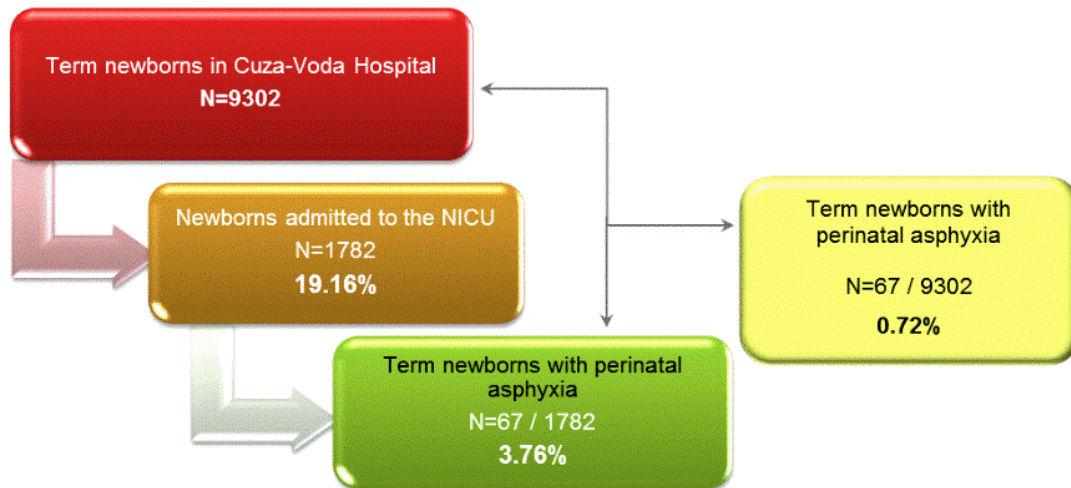 Term newborns in Cuza-Voda Hospital
N=9302
Newborns admitted to the NICU
N=1782
19.16%
Term newborns with perinatal
asphyxia
N=67 / 1782
3.76%
Term newborns with
perinatal asphyxia
N=67 / 9302
0.72%